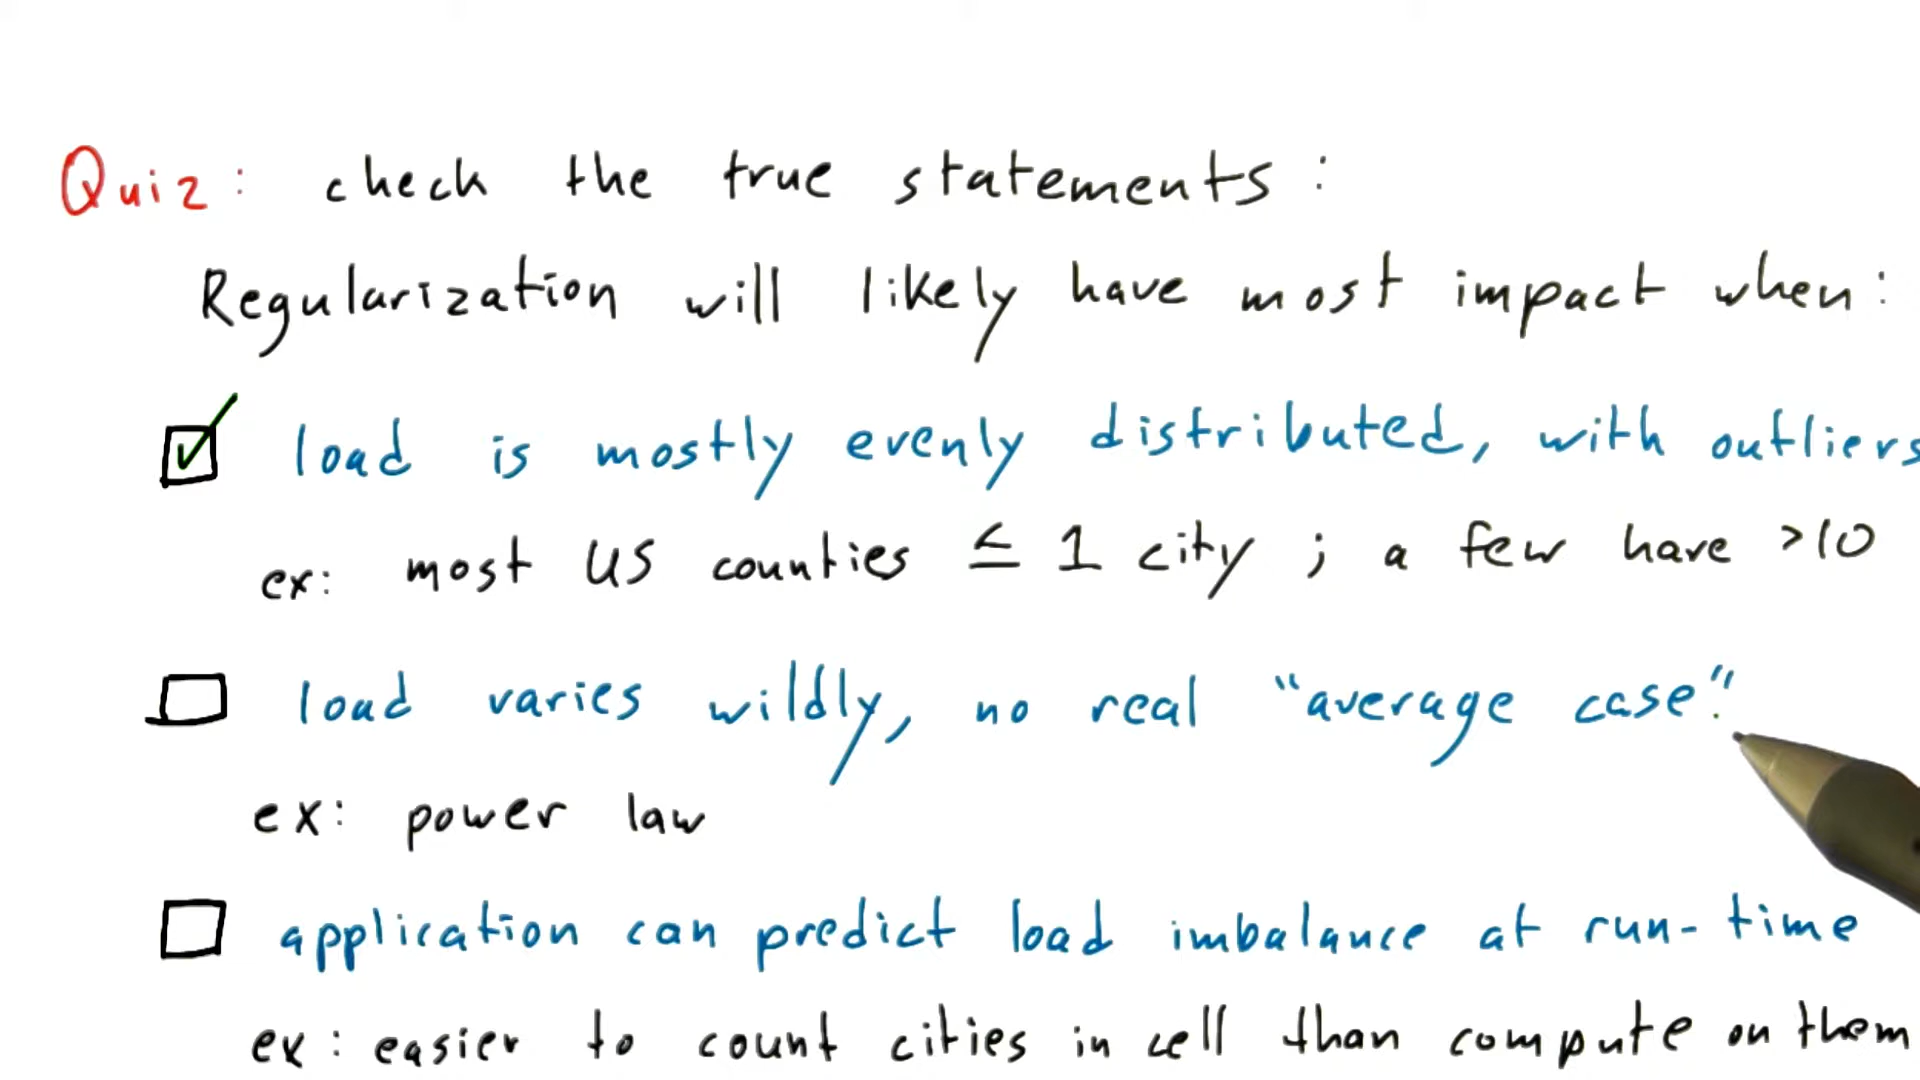 Quiz: check the true statements:
Regularization will likely have most impact when:
load is mostly evenly distributed, with outliers
ex: most US counties ≤ 1 city; a few have >10
load varies wildly, no real "average case".
ex: power law
application can predict load imbalance at run-time
ex: easier to count cities in cell than compute on them